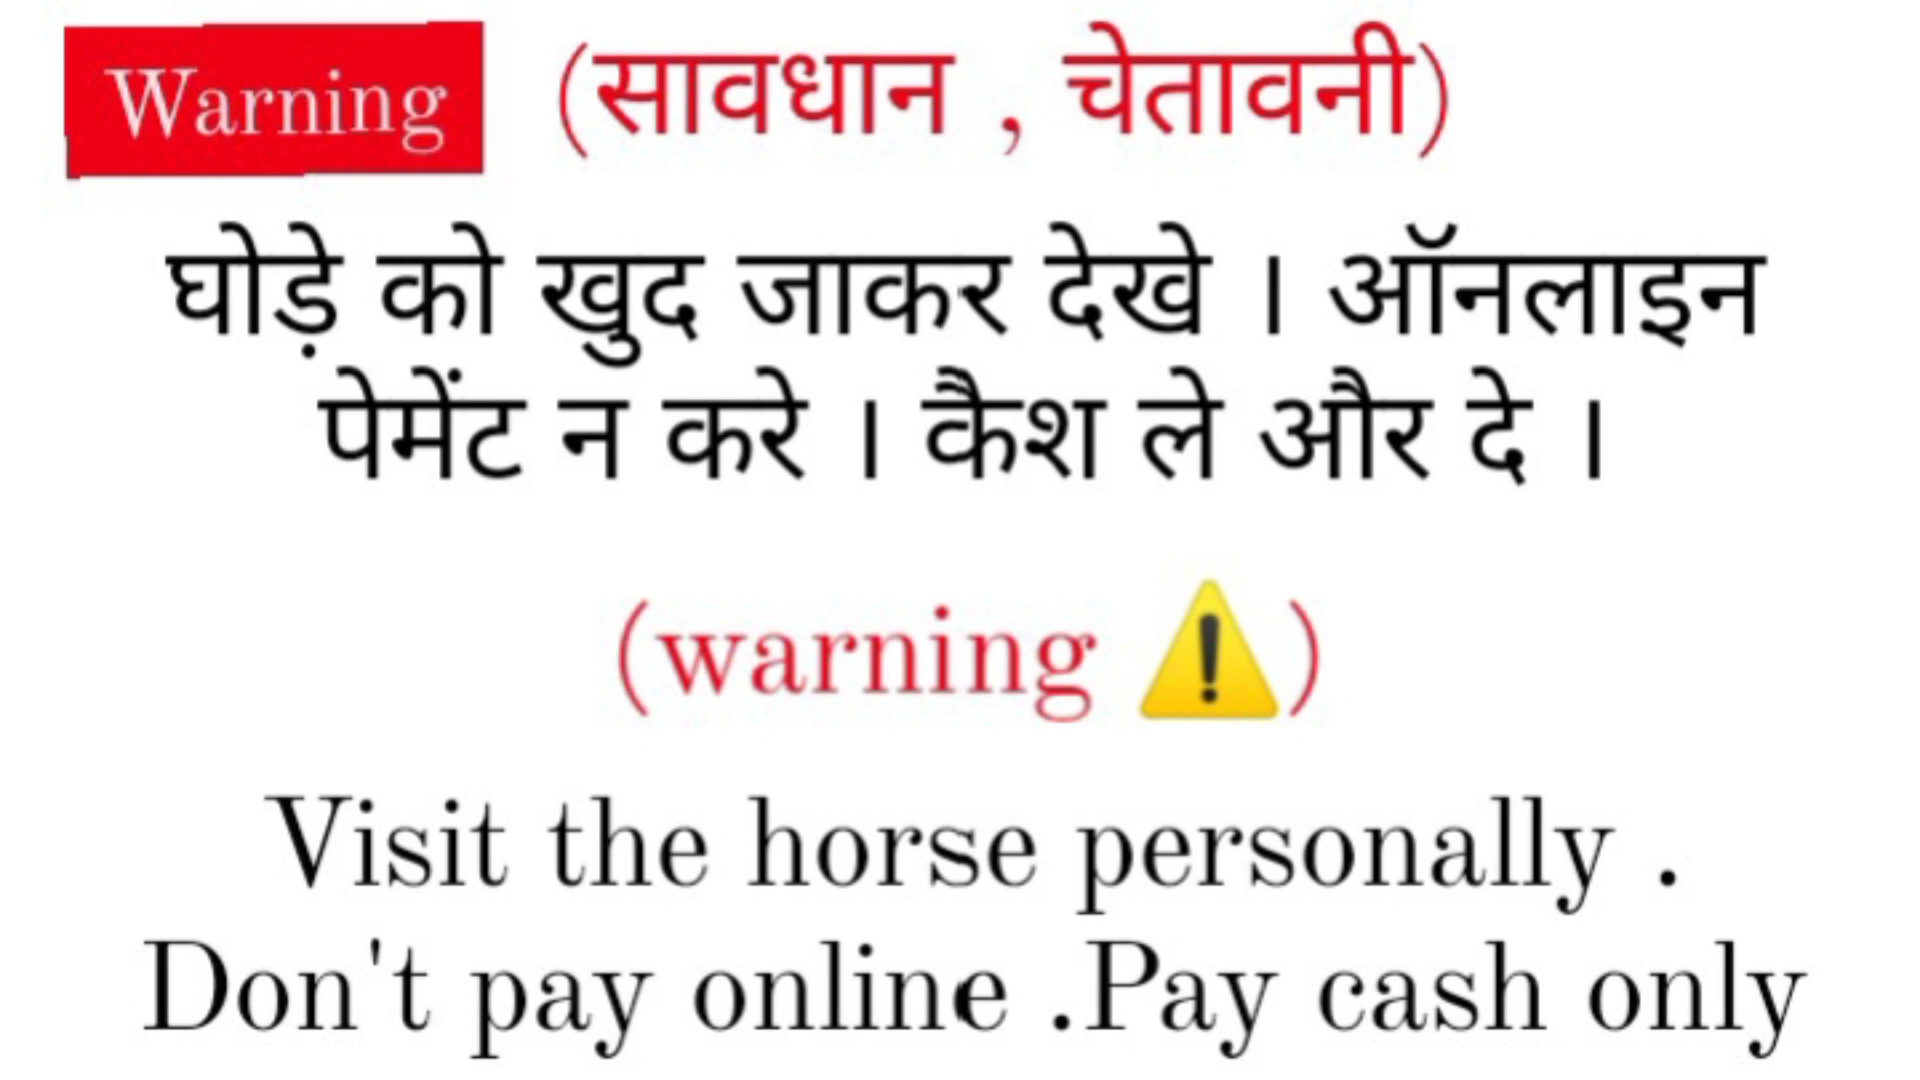 Warning (सावधान , चेतावनी)
घोड़े को खुद जाकर देखे । ऑनलाइन
पेमेंट न करे । कैश ले और दे ।
(warning ⚠️)
Visit the horse personally .
Don't pay online .Pay cash only